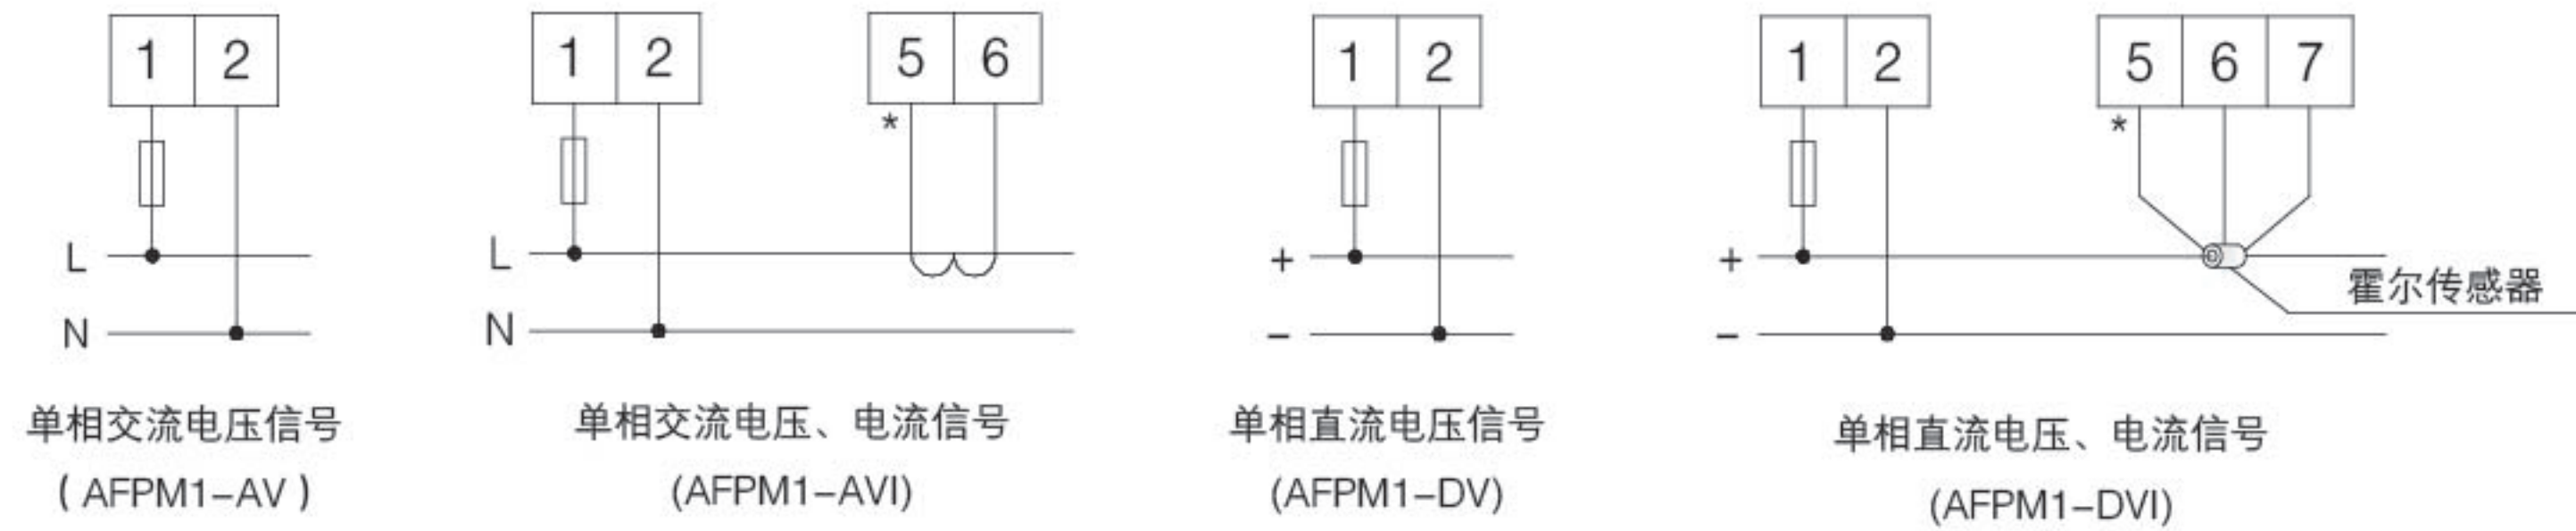 1 2
L
N
单相交流电压信号
( AFPM1-AV )
1 2 5 6
*
L
N
单相交流电压、电流信号
(AFPM1-AVI)
1 2
+
−
单相直流电压信号
(AFPM1-DV)
1 2 5 6 7
*
+
霍尔传感器
−
单相直流电压、电流信号
(AFPM1-DVI)